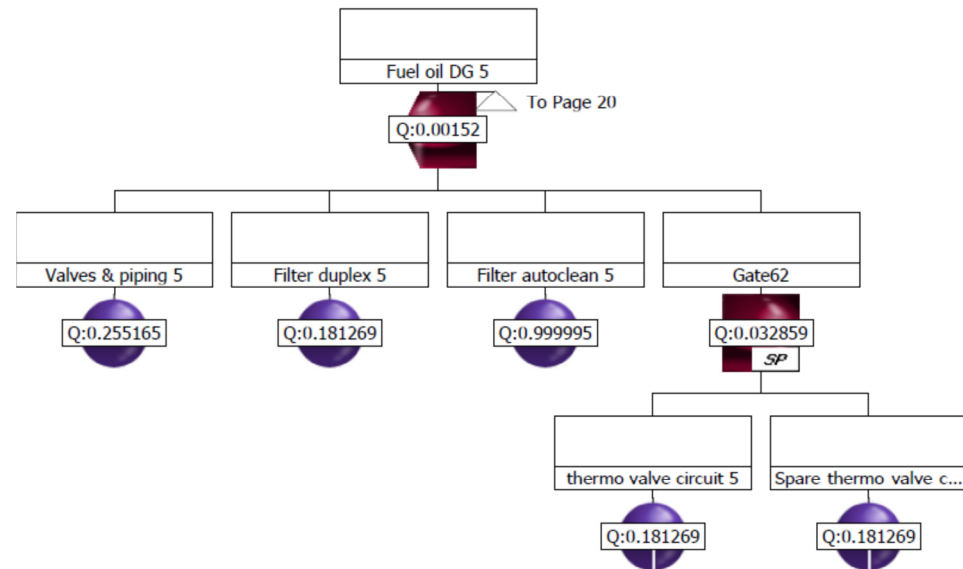 Fuel oil DG 5
To Page 20
Q:0.00152
Valves & piping 5
Filter duplex 5
Filter autoclean 5
Gate62
Q:0.255165
Q:0.181269
Q:0.999995
Q:0.032859
SP
thermo valve circuit 5
Spare thermo valve c...
Q:0.181269
Q:0.181269